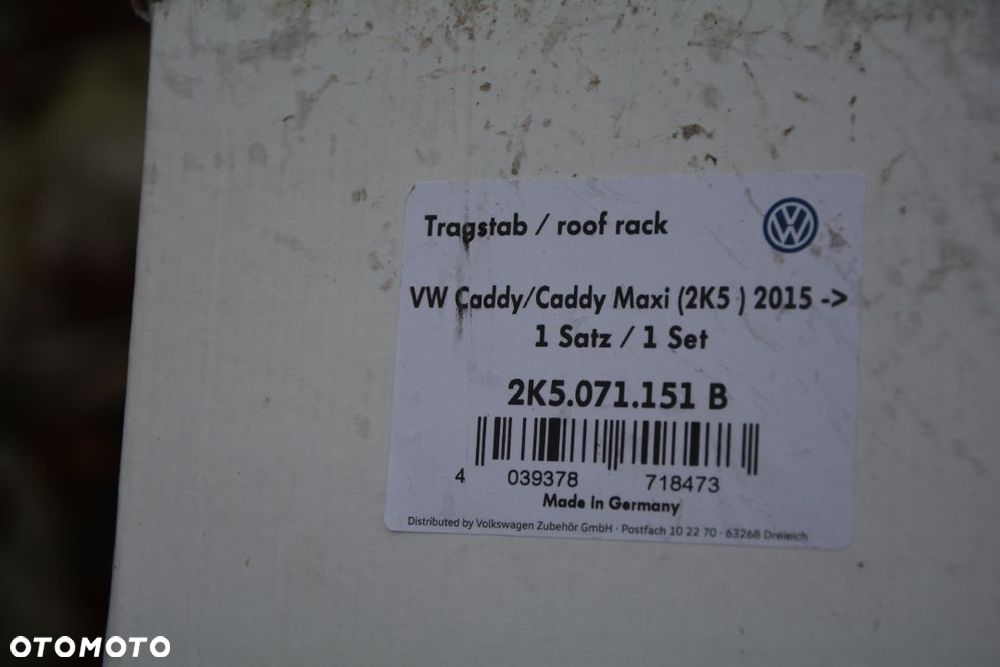 Tragstab / roof rack
VW Caddy/Caddy Maxi (2K5 ) 2015 ->
1 Satz / 1 Set
2K5.071.151 B
4 039378 718473
Made in Germany
Distributed by Volkswagen Zubehör GmbH · Postfach 10 22 70 · 63268 Dreieich
OTOMOTO